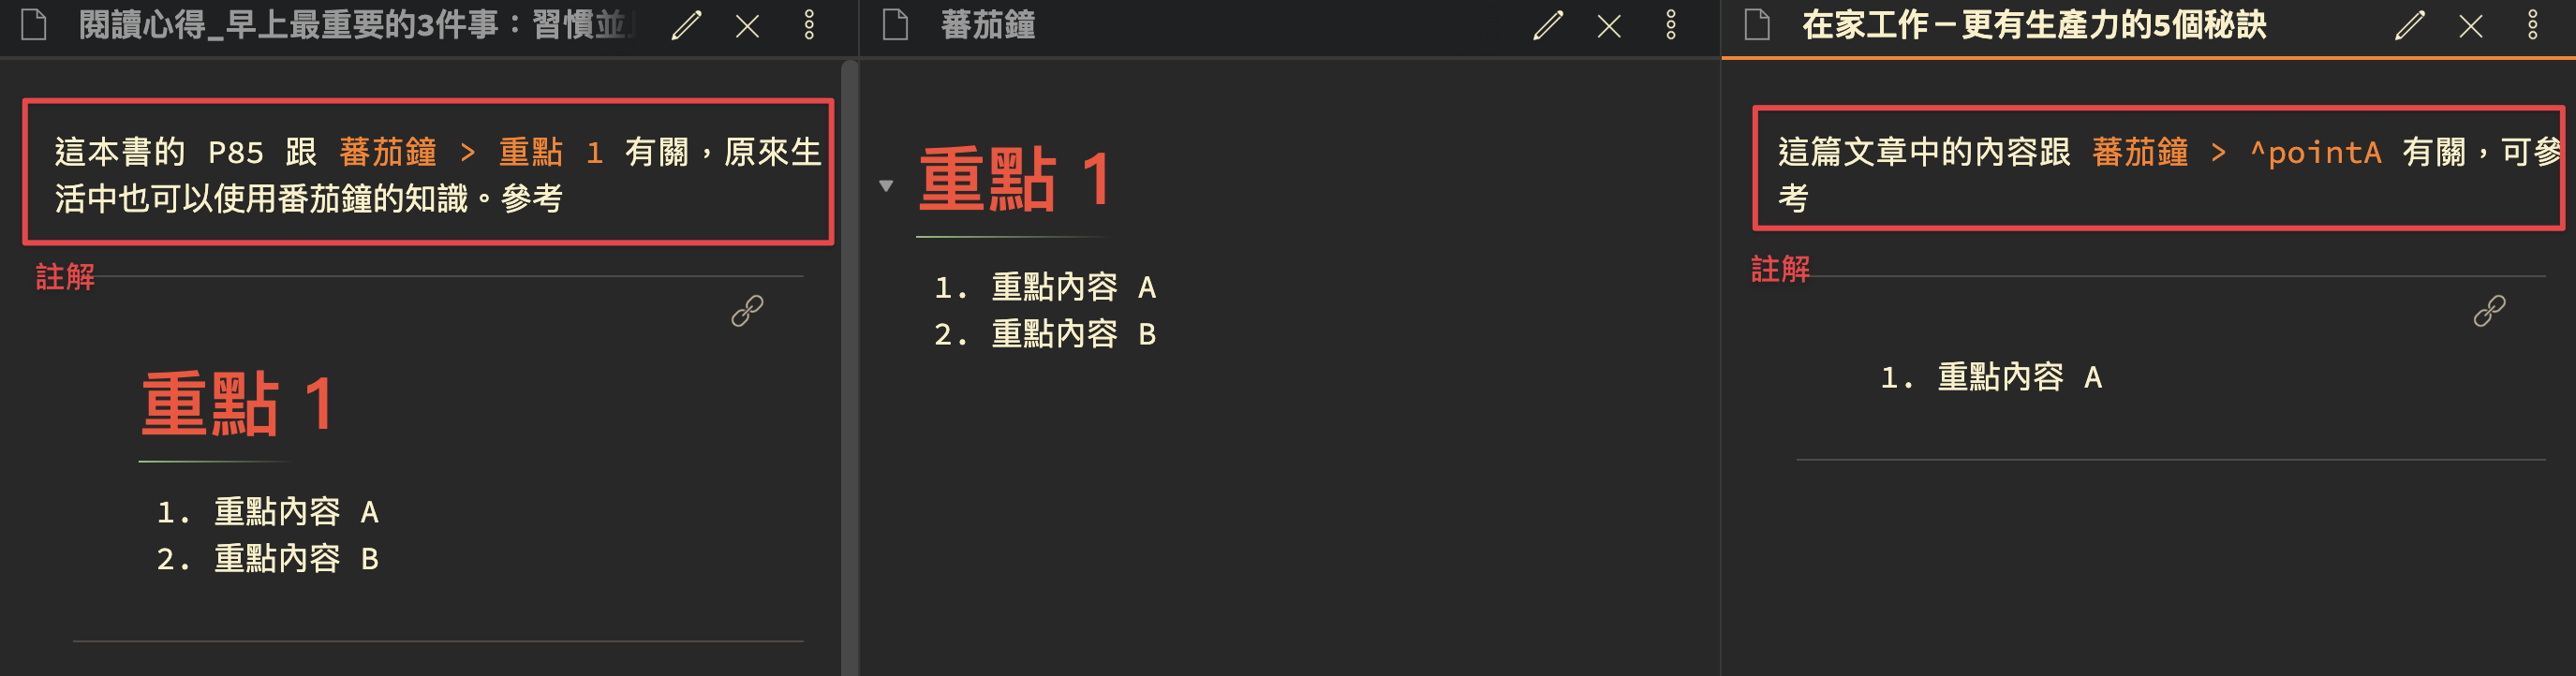 閱讀心得_早上最重要的3件事：習慣並
這本書的 P85 跟 蕃茄鐘 > 重點 1 有關，原來生
活中也可以使用番茄鐘的知識。參考
註解
重點 1
1. 重點內容 A
2. 重點內容 B
蕃茄鐘
重點 1
1. 重點內容 A
2. 重點內容 B
在家工作－更有生產力的5個秘訣
這篇文章中的內容跟 蕃茄鐘 > ^pointA 有關，可參
考
註解
1. 重點內容 A